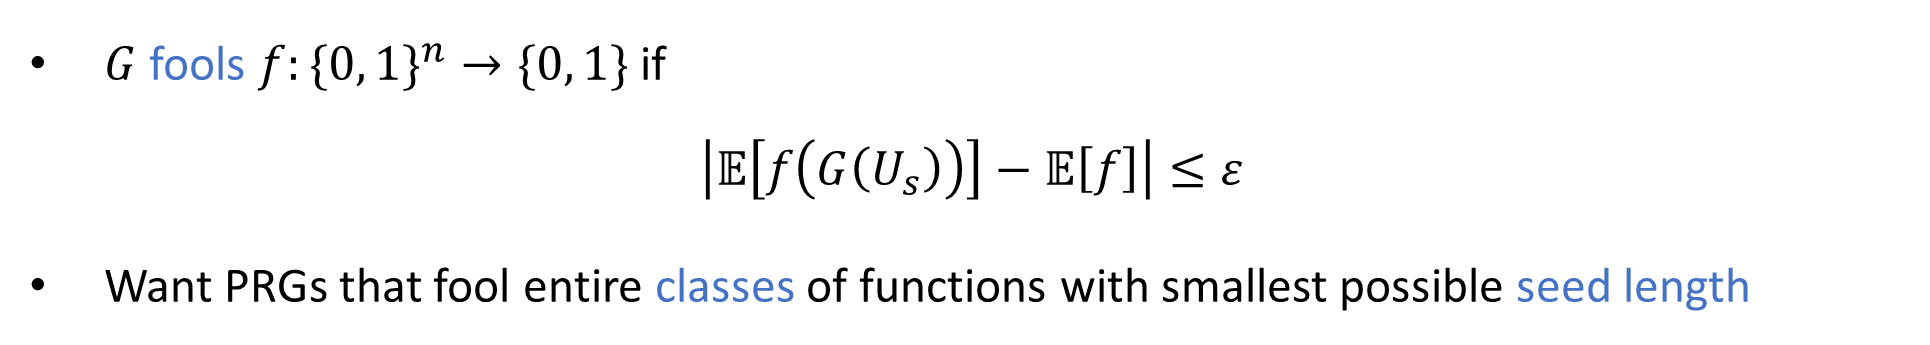 • G fools f: {0, 1}ⁿ → {0, 1} if
|𝔼[f(G(Uₛ))] − 𝔼[f]| ≤ ε
• Want PRGs that fool entire classes of functions with smallest possible seed length